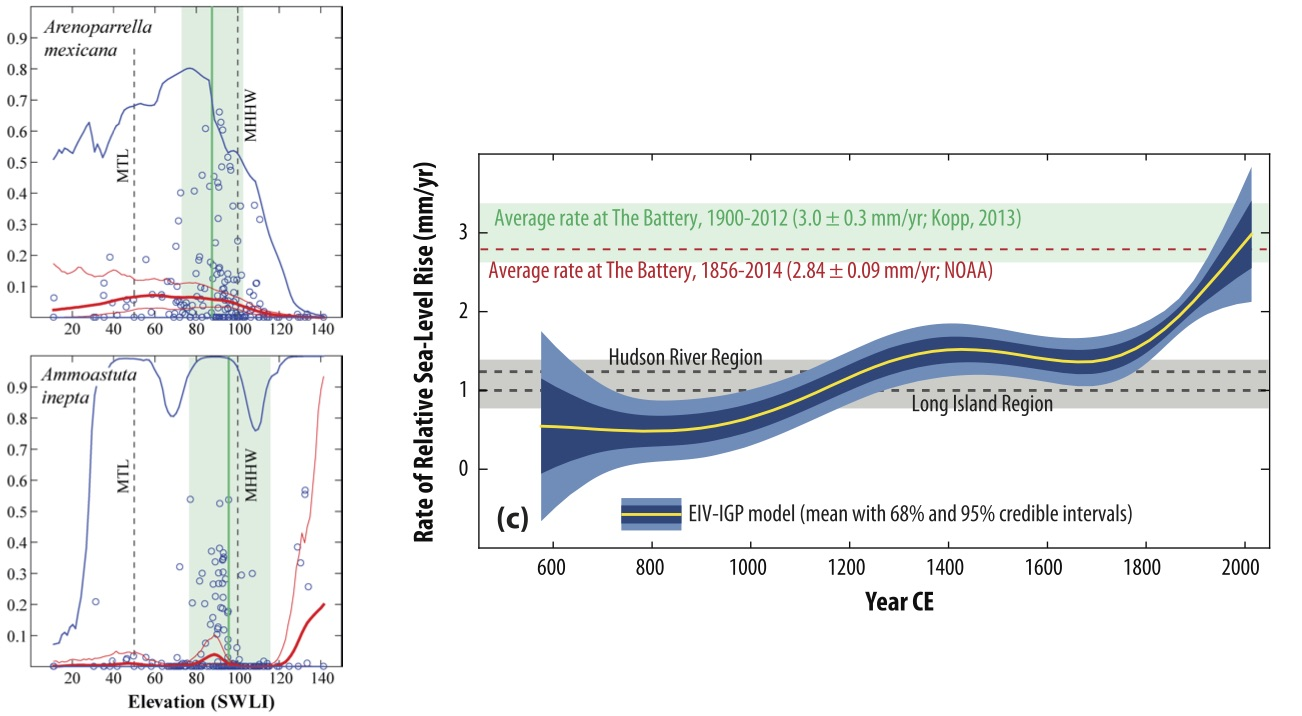 Arenoparrella
mexicana
0.9
0.8
0.7
0.6
0.5
0.4
0.3
0.2
0.1
MTL
MHHW
20 40 60 80 100 120 140
Ammoastuta
inepta
0.9
0.8
0.7
0.6
0.5
0.4
0.3
0.2
0.1
MTL
MHHW
20 40 60 80 100 120 140
Elevation (SWLI)
Rate of Relative Sea-Level Rise (mm/yr)
3
2
1
0
Average rate at The Battery, 1900-2012 (3.0 ± 0.3 mm/yr; Kopp, 2013)
Average rate at The Battery, 1856-2014 (2.84 ± 0.09 mm/yr; NOAA)
Hudson River Region
Long Island Region
(c)
EIV-IGP model (mean with 68% and 95% credible intervals)
600 800 1000 1200 1400 1600 1800 2000
Year CE